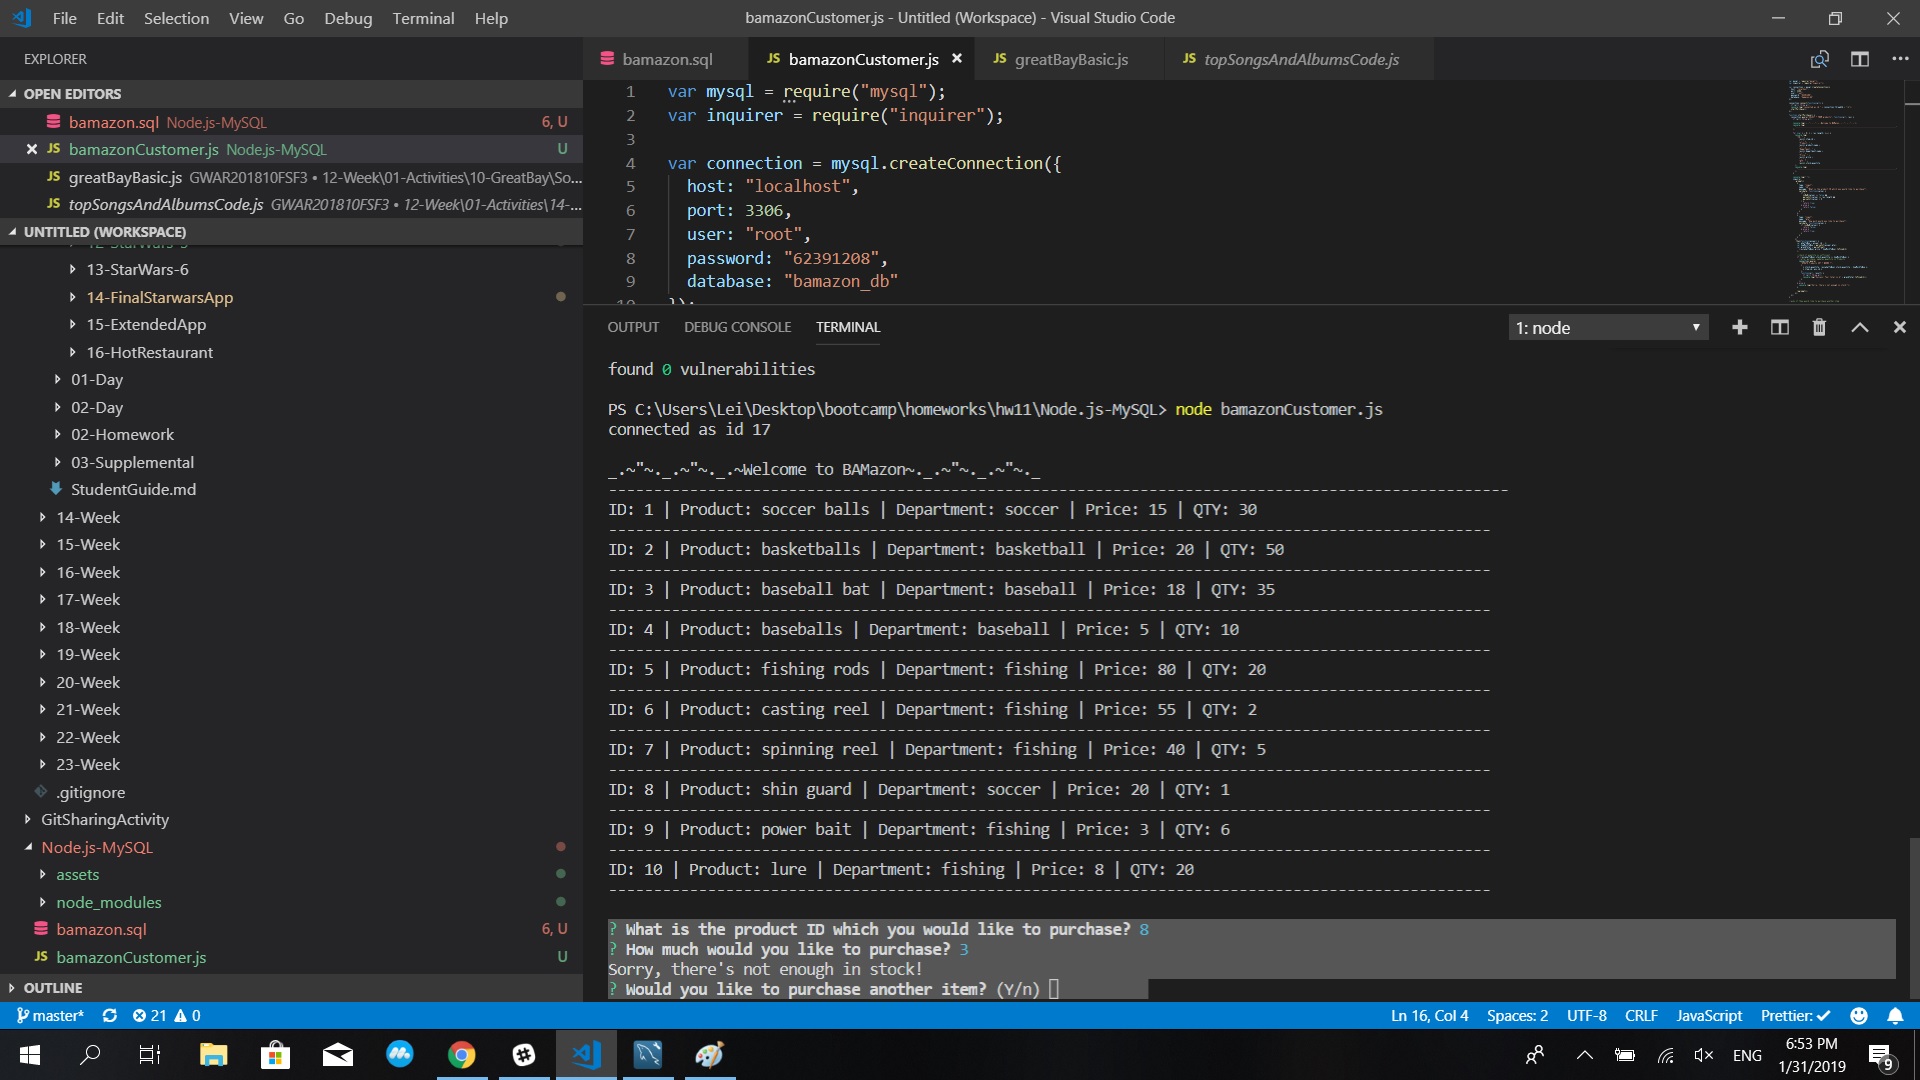 File Edit Selection View Go Debug Terminal Help
bamazonCustomer.js - Untitled (Workspace) - Visual Studio Code
EXPLORER
OPEN EDITORS
bamazon.sql Node.js-MySQL 6, U
bamazonCustomer.js Node.js-MySQL U
greatBayBasic.js GWAR201810FSF3 • 12-Week\01-Activities\10-GreatBay\So...
topSongsAndAlbumsCode.js GWAR201810FSF3 • 12-Week\01-Activities\14-...
UNTITLED (WORKSPACE)
12-StarWars-5
13-StarWars-6
14-FinalStarwarsApp
15-ExtendedApp
16-HotRestaurant
01-Day
02-Day
02-Homework
03-Supplemental
StudentGuide.md
14-Week
15-Week
16-Week
17-Week
18-Week
19-Week
20-Week
21-Week
22-Week
23-Week
.gitignore
GitSharingActivity
Node.js-MySQL
assets
node_modules
bamazon.sql 6, U
JS bamazonCustomer.js U
OUTLINE
bamazon.sql JS bamazonCustomer.js JS greatBayBasic.js JS topSongsAndAlbumsCode.js
1 var mysql = require("mysql");
2 var inquirer = require("inquirer");
3
4 var connection = mysql.createConnection({
5 host: "localhost",
6 port: 3306,
7 user: "root",
8 password: "62391208",
9 database: "bamazon_db"
10 });
OUTPUT DEBUG CONSOLE TERMINAL 1: node
found 0 vulnerabilities
PS C:\Users\Lei\Desktop\bootcamp\homeworks\hw11\Node.js-MySQL> node bamazonCustomer.js
connected as id 17
_.~"~._.~"~._.~Welcome to BAMazon~._.~"~._.~"~._
ID: 1 | Product: soccer balls | Department: soccer | Price: 15 | QTY: 30
ID: 2 | Product: basketballs | Department: basketball | Price: 20 | QTY: 50
ID: 3 | Product: baseball bat | Department: baseball | Price: 18 | QTY: 35
ID: 4 | Product: baseballs | Department: baseball | Price: 5 | QTY: 10
ID: 5 | Product: fishing rods | Department: fishing | Price: 80 | QTY: 20
ID: 6 | Product: casting reel | Department: fishing | Price: 55 | QTY: 2
ID: 7 | Product: spinning reel | Department: fishing | Price: 40 | QTY: 5
ID: 8 | Product: shin guard | Department: soccer | Price: 20 | QTY: 1
ID: 9 | Product: power bait | Department: fishing | Price: 3 | QTY: 6
ID: 10 | Product: lure | Department: fishing | Price: 8 | QTY: 20
? What is the product ID which you would like to purchase? 8
? How much would you like to purchase? 3
Sorry, there's not enough in stock!
? Would you like to purchase another item? (Y/n)
master* 21 0 Ln 16, Col 4 Spaces: 2 UTF-8 CRLF JavaScript Prettier: ✓
ENG 6:53 PM 1/31/2019 9